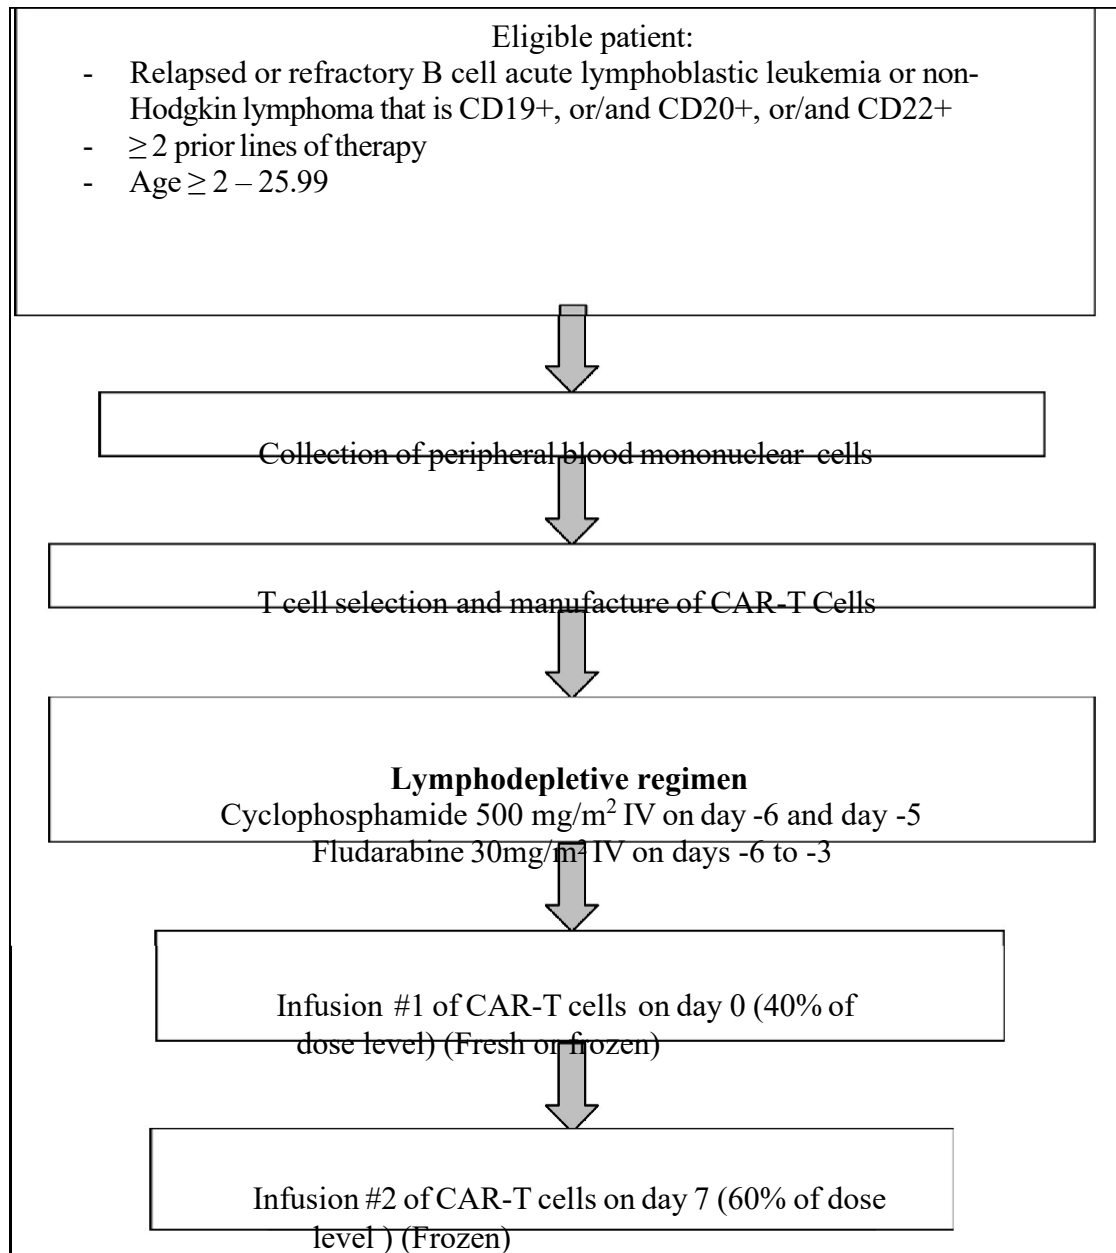 Eligible patient:
- Relapsed or refractory B cell acute lymphoblastic leukemia or non-
Hodgkin lymphoma that is CD19+, or/and CD20+, or/and CD22+
- ≥ 2 prior lines of therapy
- Age ≥ 2 – 25.99
Collection of peripheral blood mononuclear cells
T cell selection and manufacture of CAR-T Cells
Lymphodepletive regimen
Cyclophosphamide 500 mg/m² IV on day -6 and day -5
Fludarabine 30mg/m² IV on days -6 to -3
Infusion #1 of CAR-T cells on day 0 (40% of
dose level) (Fresh or frozen)
Infusion #2 of CAR-T cells on day 7 (60% of dose
level ) (Frozen)